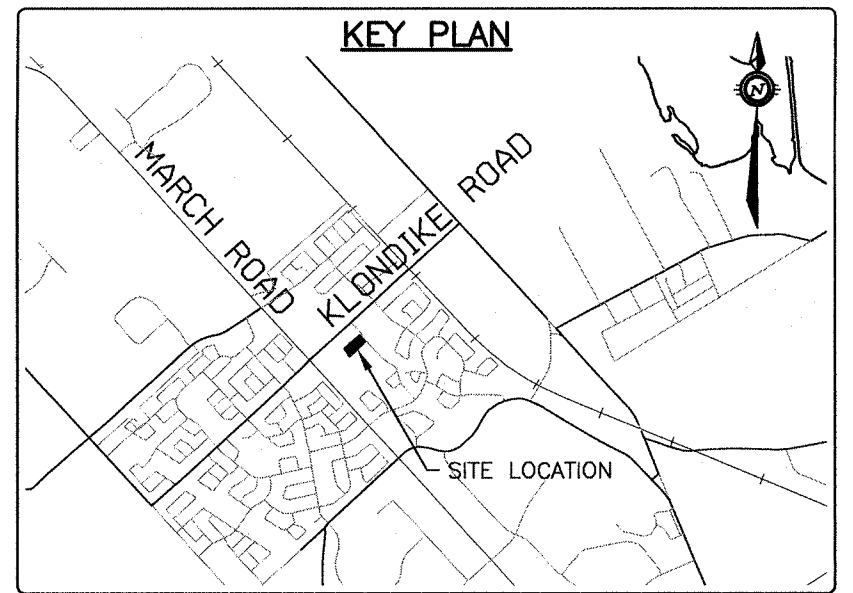 KEY PLAN
N
MARCH ROAD
KLONDIKE ROAD
SITE LOCATION